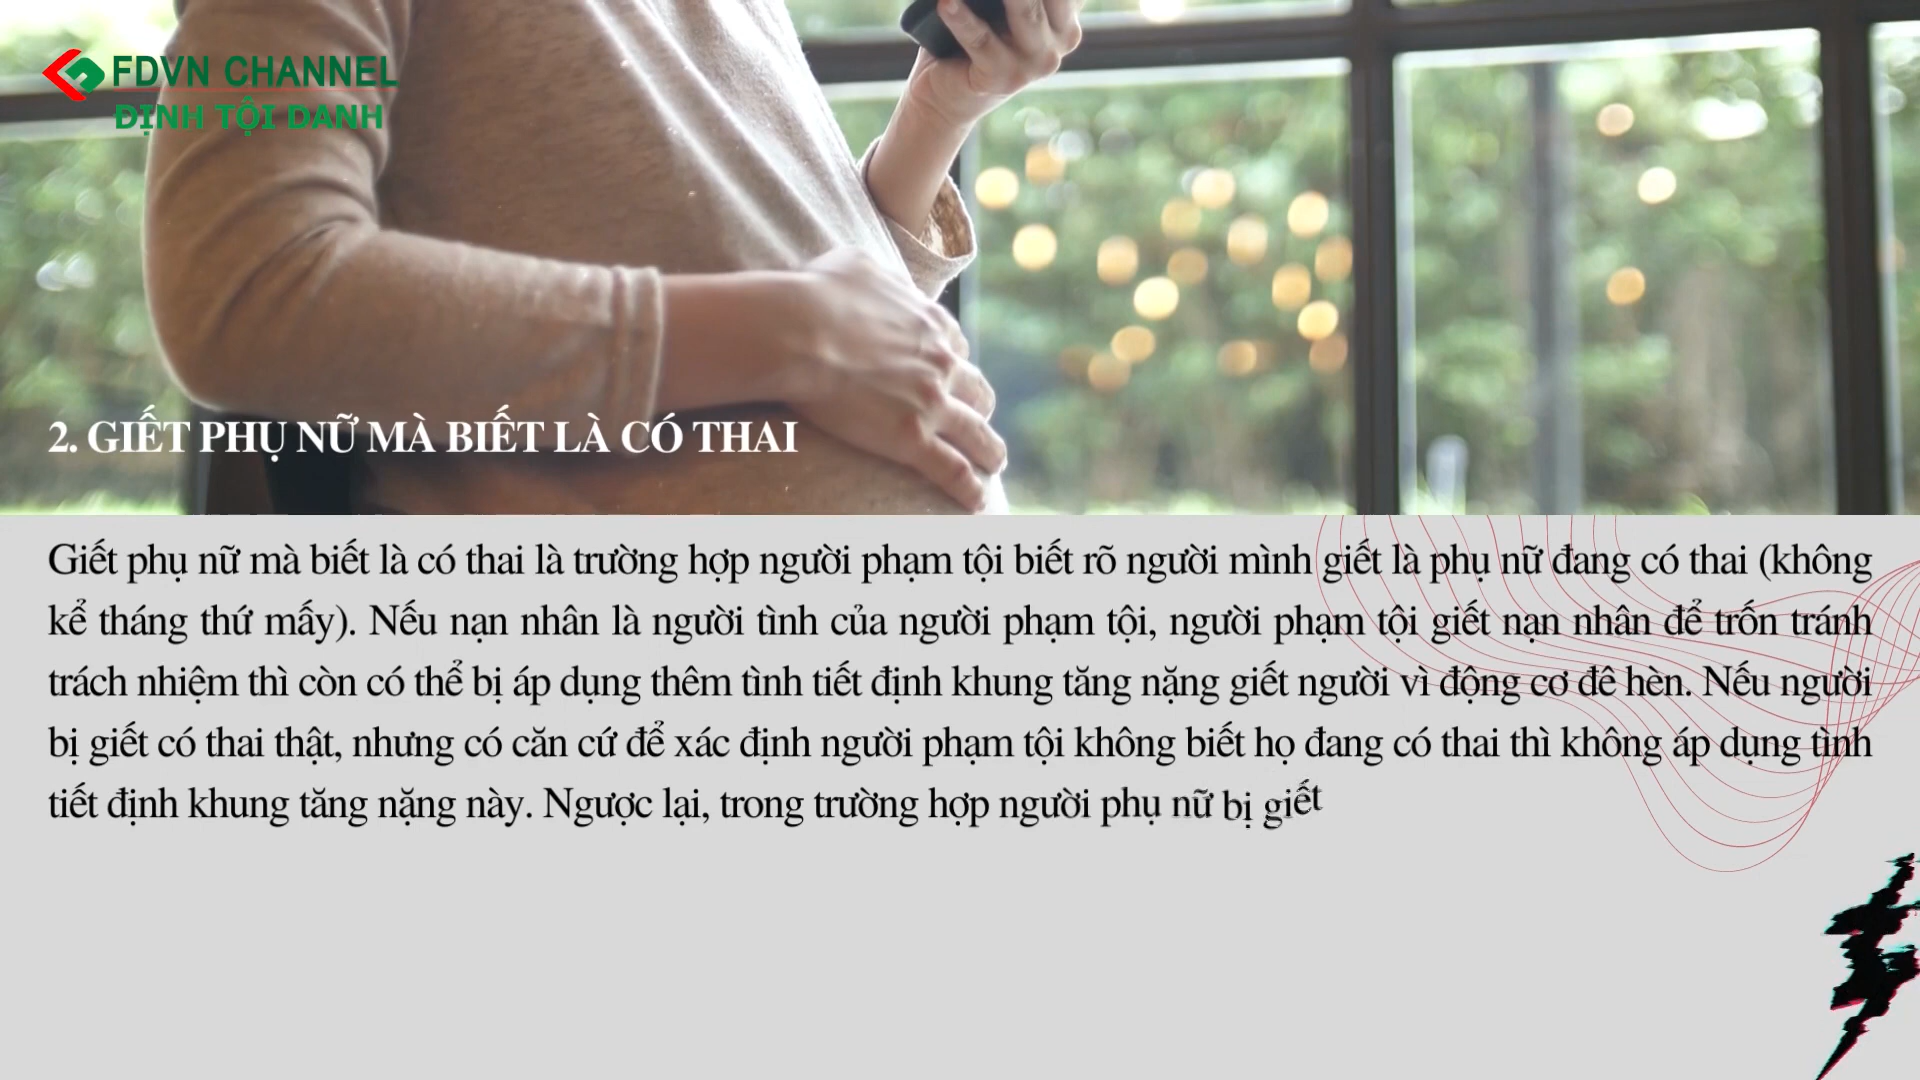 FDVN CHANNEL
ĐỊNH TỘI DANH
2. GIẾT PHỤ NỮ MÀ BIẾT LÀ CÓ THAI
Giết phụ nữ mà biết là có thai là trường hợp người phạm tội biết rõ người mình giết là phụ nữ đang có thai (không
kể tháng thứ mấy). Nếu nạn nhân là người tình của người phạm tội, người phạm tội giết nạn nhân để trốn tránh
trách nhiệm thì còn có thể bị áp dụng thêm tình tiết định khung tăng nặng giết người vì động cơ đê hèn. Nếu người
bị giết có thai thật, nhưng có căn cứ để xác định người phạm tội không biết họ đang có thai thì không áp dụng tình
tiết định khung tăng nặng này. Ngược lại, trong trường hợp người phụ nữ bị giết